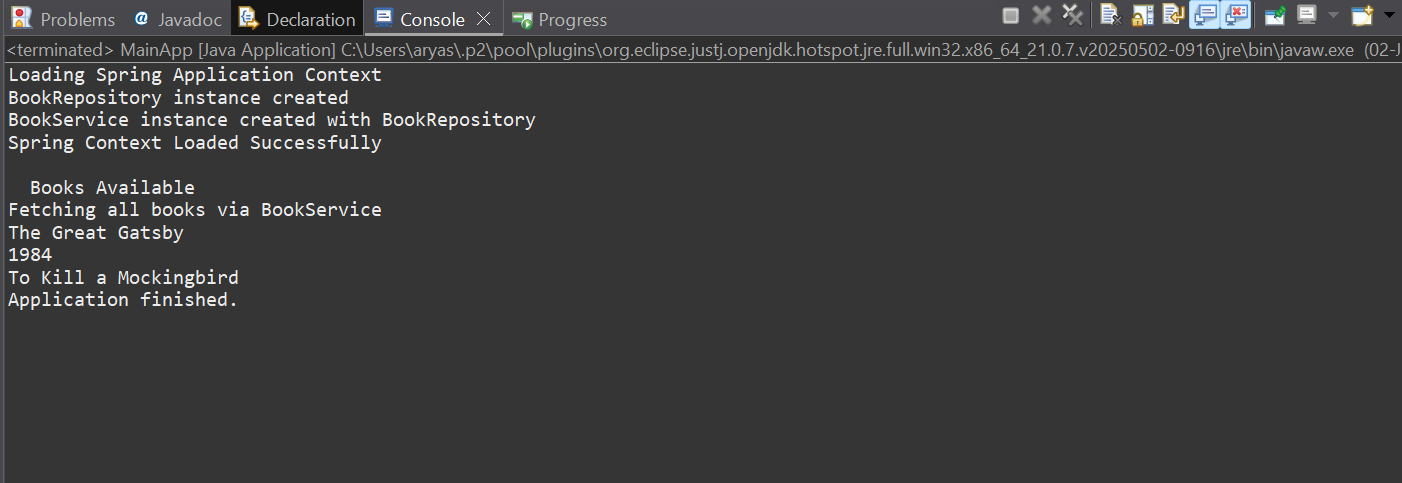 Problems @ Javadoc Declaration Console Progress
<terminated> MainApp [Java Application] C:\Users\aryas\.p2\pool\plugins\org.eclipse.justj.openjdk.hotspot.jre.full.win32.x86_64_21.0.7.v20250502-0916\jre\bin\javaw.exe (02-J
Loading Spring Application Context
BookRepository instance created
BookService instance created with BookRepository
Spring Context Loaded Successfully
Books Available
Fetching all books via BookService
The Great Gatsby
1984
To Kill a Mockingbird
Application finished.